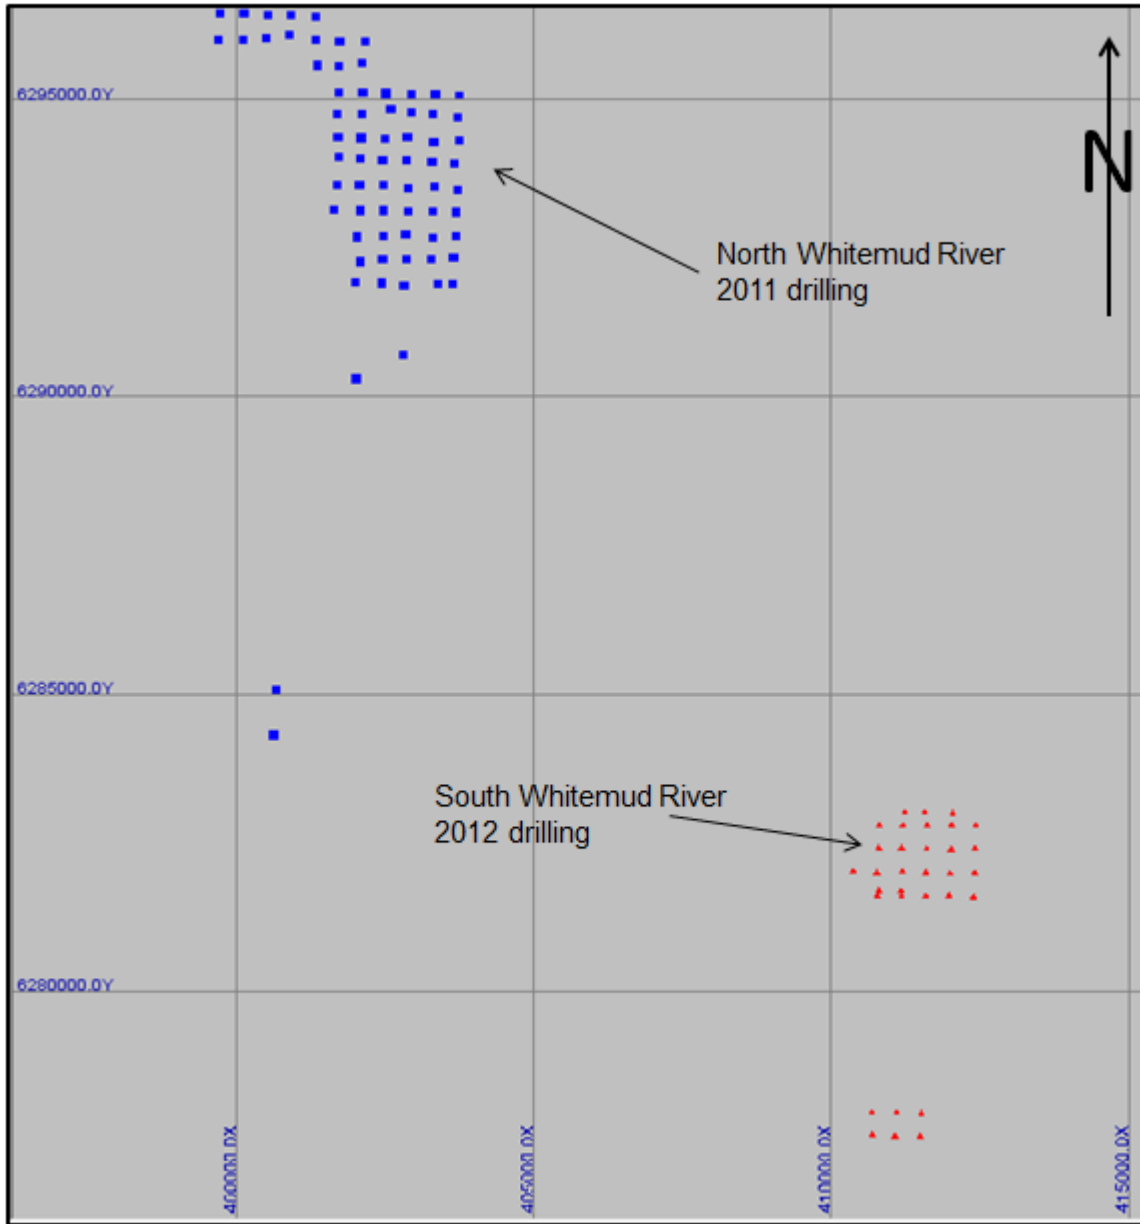 6295000.0Y
N
North Whitemud River
2011 drilling
6290000.0Y
6285000.0Y
South Whitemud River
2012 drilling
6280000.0Y
400000.0X
405000.0X
410000.0X
415000.0X